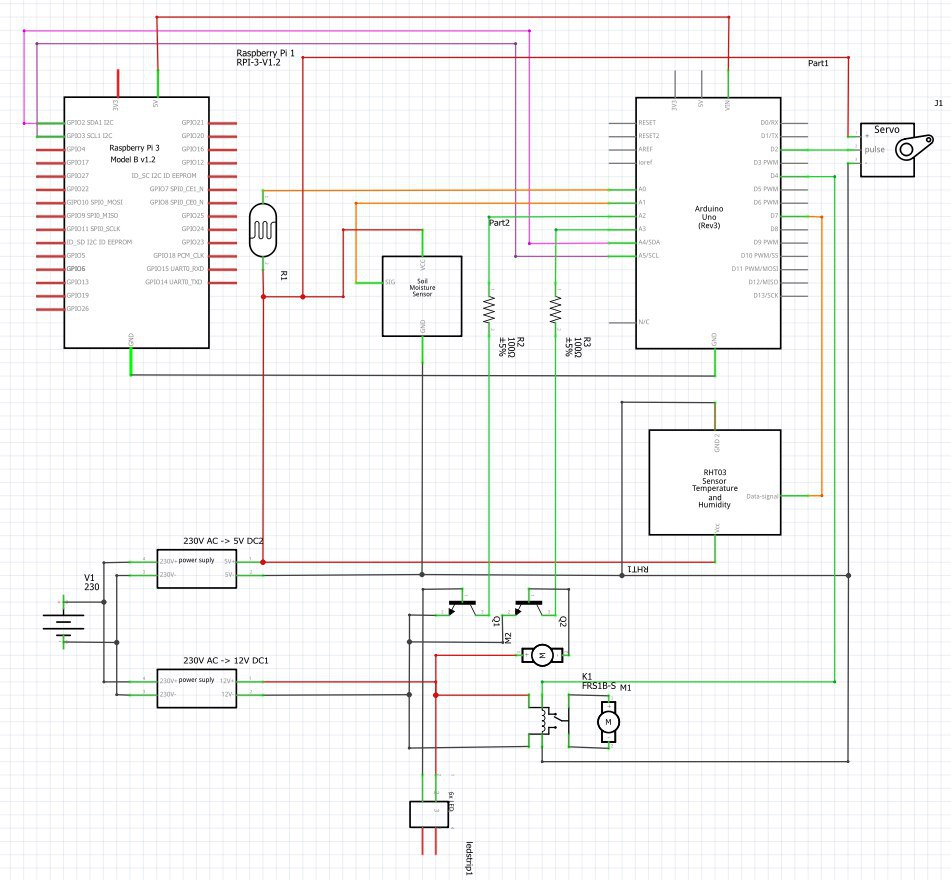 Raspberry Pi 1
RPI-3-V1.2
Part1
J1
3V3
5V
3V3
5V
VIN
GPIO2 SDA1 I2C
GPIO3 SCL1 I2C
GPIO4
GPIO17
GPIO27
GPIO22
GPIO10 SPI0_MOSI
GPIO9 SPI0_MISO
GPIO11 SPI0_SCLK
ID_SD I2C ID EEPROM
GPIO5
GPIO6
GPIO13
GPIO19
GPIO26
Raspberry Pi 3
Model B v1.2
GPIO21
GPIO20
GPIO16
GPIO12
ID_SC I2C ID EEPROM
GPIO7 SPI0_CE1_N
GPIO8 SPI0_CE0_N
GPIO25
GPIO24
GPIO23
GPIO18 PCM_CLK
GPIO15 UART0_RXD
GPIO14 UART0_TXD
GND
RESET
RESET2
AREF
ioref
A0
A1
A2
A3
A4/SDA
A5/SCL
N/C
Arduino
Uno
(Rev3)
D0/RX
D1/TX
D2
D3 PWM
D4
D5 PWM
D6 PWM
D7
D8
D9 PWM
D10 PWM/SS
D11 PWM/MOSI
D12/MISO
D13/SCK
GND
Servo
+
pulse
-
R1
Part2
VCC
SIG
Soil
Moisture
Sensor
GND
R2
100Ω
±5%
R3
100Ω
±5%
GND 2
RHT03
Sensor
Temperature
and
Humidity
Data-signal
Vcc
RHT1
230V AC -> 5V DC2
230V+
230V-
power suply
5V+
5V-
V1
230
230V AC -> 12V DC1
230V+
230V-
power suply
12V+
12V-
Q1
Q2
M2
M
K1
FRS1B-S
M1
M
ledstrip1